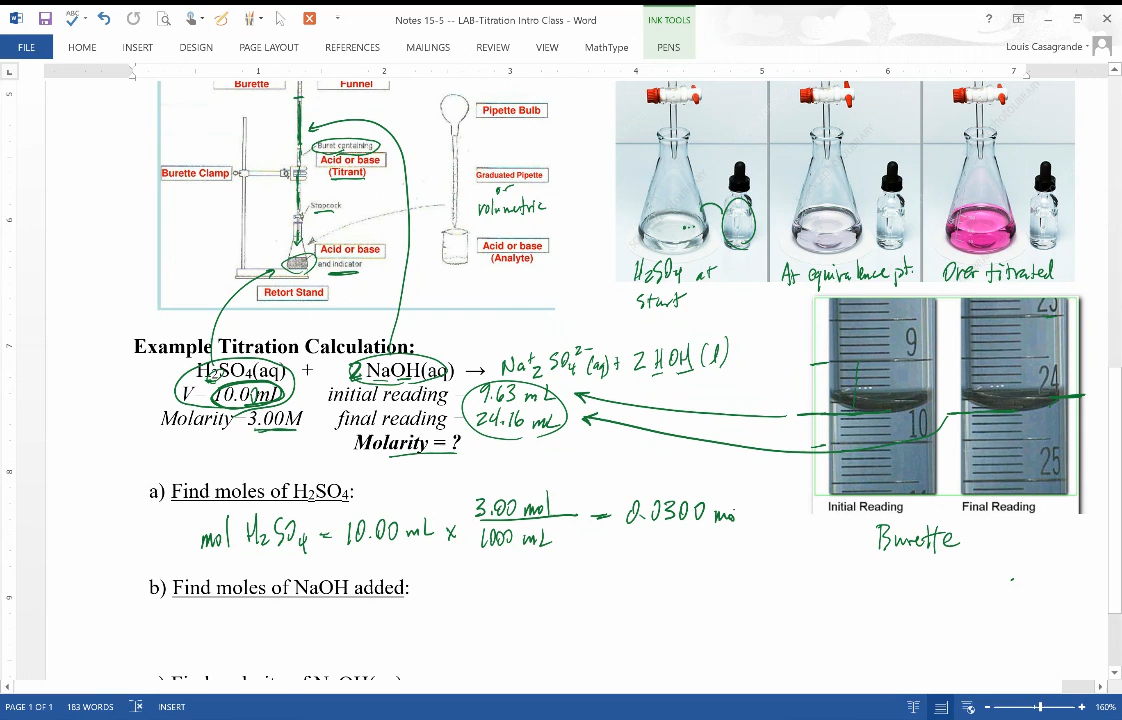 Notes 15-5 -- LAB-Titration Intro Class - Word
INK TOOLS
FILE HOME INSERT DESIGN PAGE LAYOUT REFERENCES MAILINGS REVIEW VIEW MathType PENS
Louis Casagrande
Burette
Funnel
Pipette Bulb
Buret containing
Acid or base
(Titrant)
Burette Clamp
Graduated Pipette
or
volumetric
Stopcock
Acid or base
and indicator
Acid or base
(Analyte)
Retort Stand
H2SO4 at
start
At equivalence pt.
Over titrated
Example Titration Calculation:
H₂SO₄(aq) + 2 NaOH(aq) → Na⁺₂ SO₄²⁻(aq) + 2 HOH(l)
V = 10.00mL initial reading = 9.63 mL
Molarity = 3.00M final reading = 24.16 mL
Molarity = ?
9
10
23
24
25
Initial Reading
Final Reading
Burette
a) Find moles of H₂SO₄:
mol H₂SO₄ = 10.00 mL × 3.00 mol / 1000 mL = 0.0300 mo
b) Find moles of NaOH added:
PAGE 1 OF 1 183 WORDS INSERT 160%